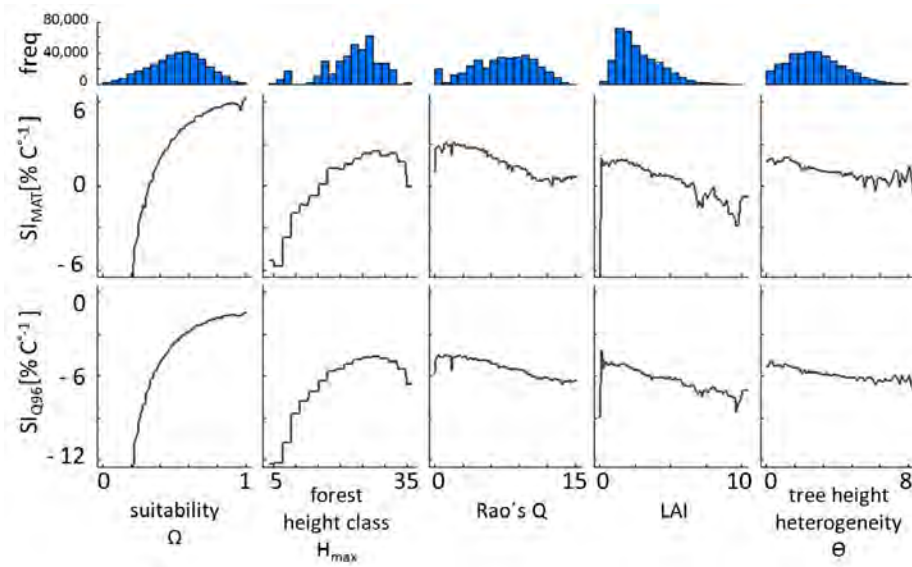 freq
80,000
40,000
0
SI_MAT [% C°⁻¹]
6
0
- 6
SI_Q96 [% C°⁻¹]
0
- 6
- 12
0 1 5 35 0 15 0 10 0 8
suitability
Ω
forest
height class
H_max
Rao´s Q
LAI
tree height
heterogeneity
Θ